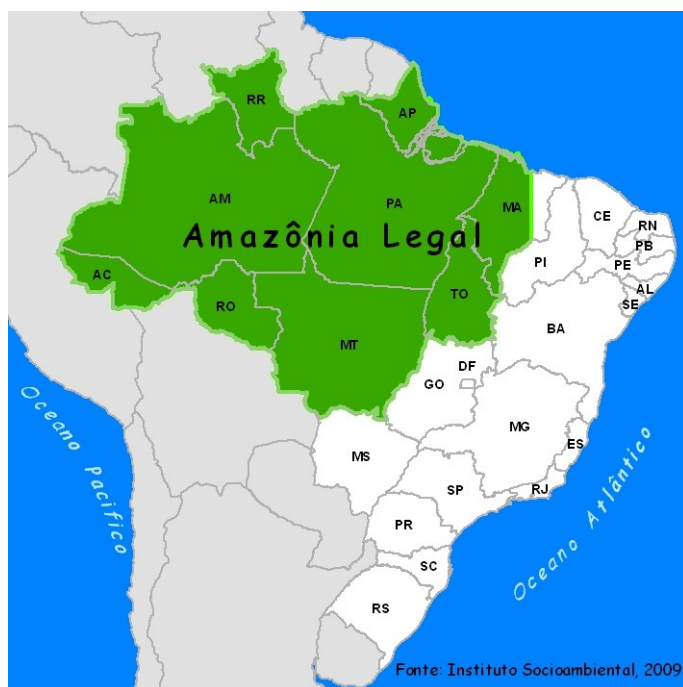 RR
AP
AM
PA
MA
Amazônia Legal
CE
RN
PB
PE
PI
AL
SE
AC
RO
TO
MT
BA
DF
GO
MG
ES
MS
SP
RJ
PR
SC
RS
Oceano Pacífico
Oceano Atlântico
Fonte: Instituto Socioambiental, 2009